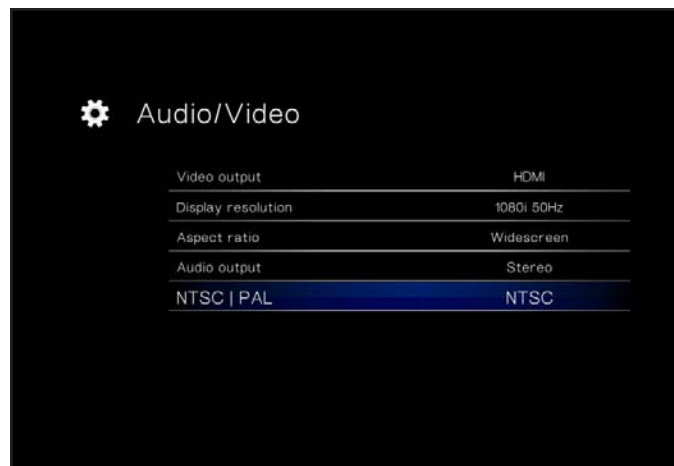 Audio/Video
Video output HDMI
Display resolution 1080i 50Hz
Aspect ratio Widescreen
Audio output Stereo
NTSC | PAL NTSC